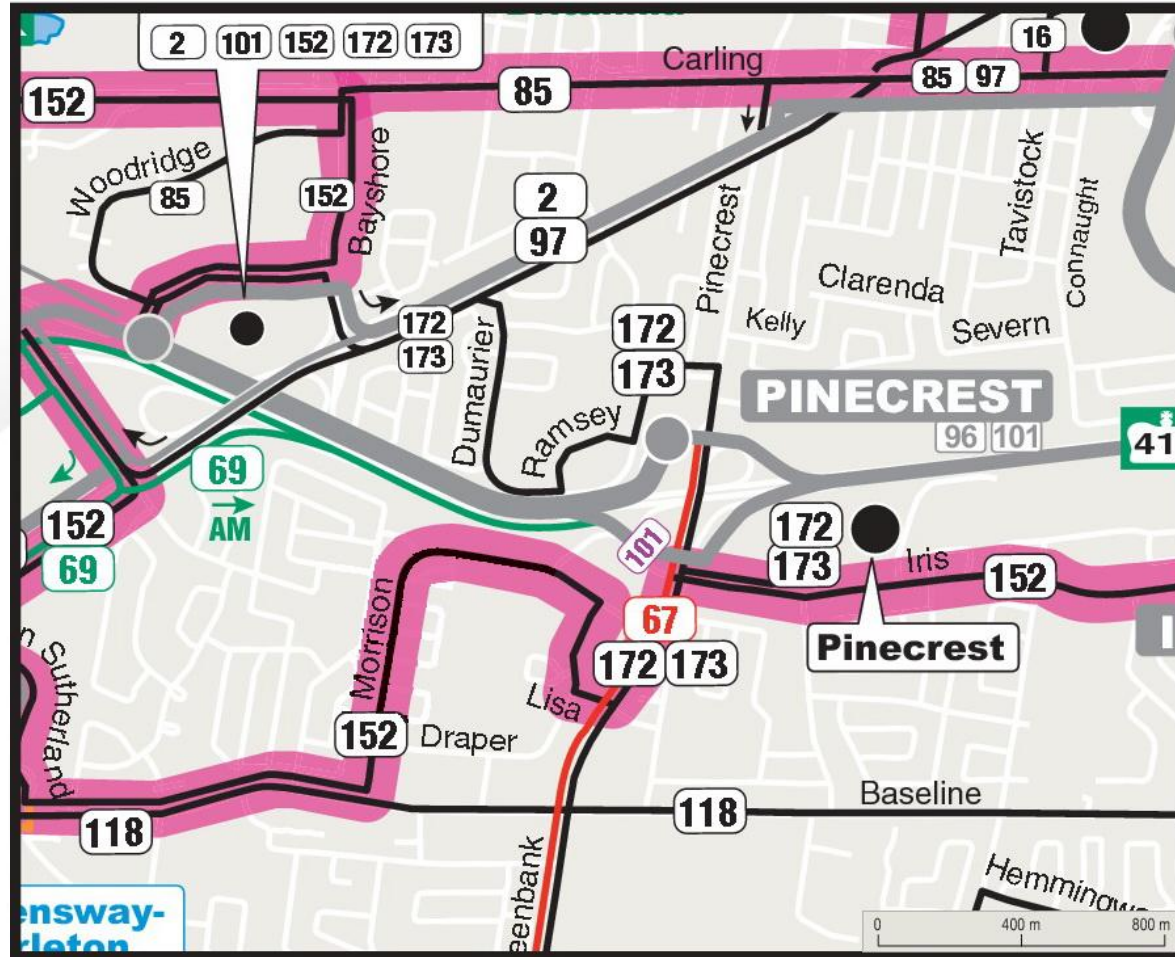 2 101 152 172 173
16
Carling
152
85
85 97
Woodridge
85
152
Bayshore
2
97
Pinecrest
Tavistock
Connaught
Clarenda
Kelly
Severn
172
173
172
173
Dumaurier
Ramsey
PINECREST
96 101
41
69
AM
152
69
101
172
173
Iris
152
Pinecrest
67
172 173
Morrison
Lisa
Sutherland
152
Draper
118
118
Baseline
eenbank
Hemmingw
ensway-
rleton
0 400 m 800 m